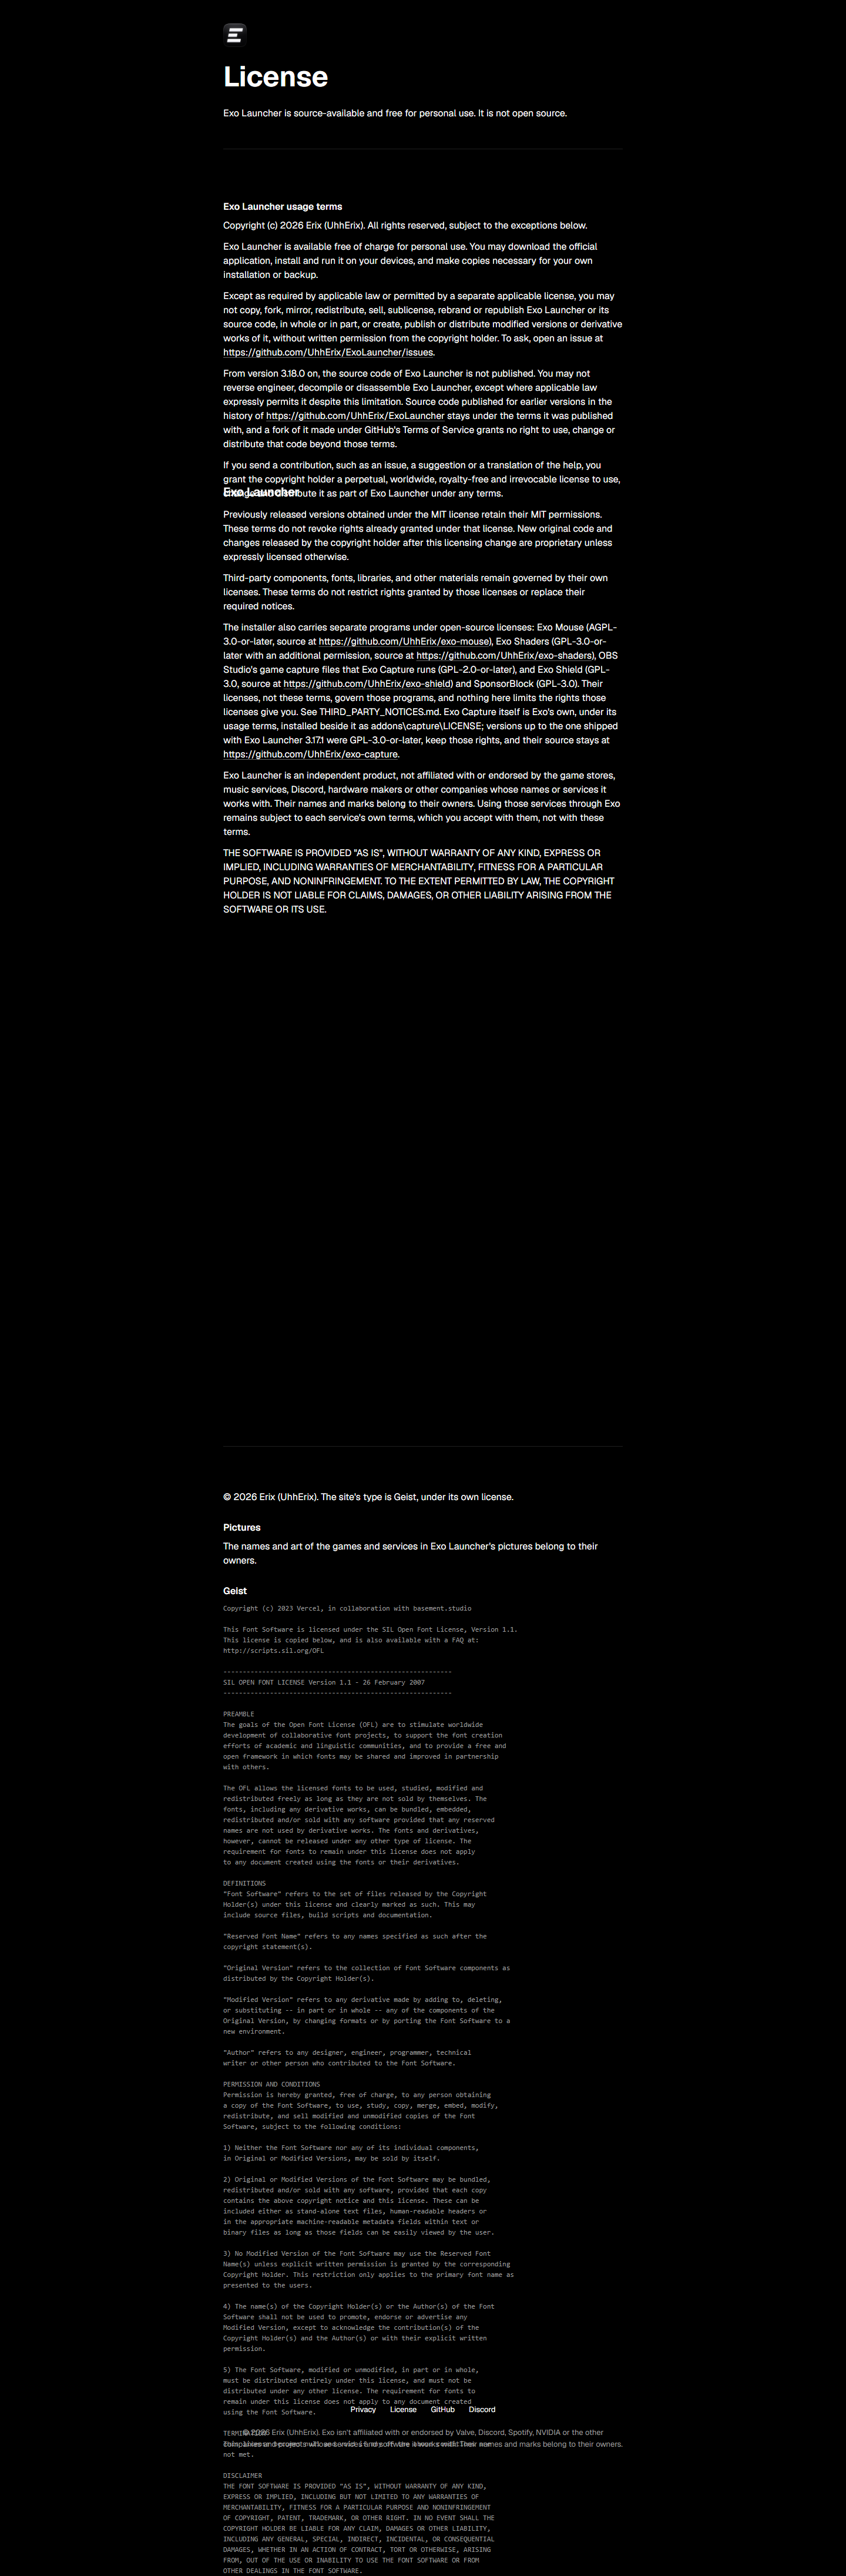 License
Exo Launcher is source-available and free for personal use. It is not open source.
Exo Launcher usage terms
Copyright (c) 2026 Erix (UhhErix). All rights reserved, subject to the exceptions below.
Exo Launcher is available free of charge for personal use. You may download the official
application, install and run it on your devices, and make copies necessary for your own
installation or backup.
Except as required by applicable law or permitted by a separate applicable license, you may
not copy, fork, mirror, redistribute, sell, sublicense, rebrand or republish Exo Launcher or its
source code, in whole or in part, or create, publish or distribute modified versions or derivative
works of it, without written permission from the copyright holder. To ask, open an issue at
https://github.com/UhhErix/ExoLauncher/issues.
From version 3.18.0 on, the source code of Exo Launcher is not published. You may not
reverse engineer, decompile or disassemble Exo Launcher, except where applicable law
expressly permits it despite this limitation. Source code published for earlier versions in the
history of https://github.com/UhhErix/ExoLauncher stays under the terms it was published
with, and a fork of it made under GitHub's Terms of Service grants no right to use, change or
distribute that code beyond those terms.
If you send a contribution, such as an issue, a suggestion or a translation of the help, you
grant the copyright holder a perpetual, worldwide, royalty-free and irrevocable license to use,
Exo Launcher
it as part of Exo Launcher under any terms.
Previously released versions obtained under the MIT license retain their MIT permissions.
These terms do not revoke rights already granted under that license. New original code and
changes released by the copyright holder after this licensing change are proprietary unless
expressly licensed otherwise.
Third-party components, fonts, libraries, and other materials remain governed by their own
licenses. These terms do not restrict rights granted by those licenses or replace their
required notices.
The installer also carries separate programs under open-source licenses: Exo Mouse (AGPL-
3.0-or-later, source at https://github.com/UhhErix/exo-mouse), Exo Shaders (GPL-3.0-or-
later with an additional permission, source at https://github.com/UhhErix/exo-shaders), OBS
Studio's game capture files that Exo Capture runs (GPL-2.0-or-later), and Exo Shield (GPL-
3.0, source at https://github.com/UhhErix/exo-shield) and SponsorBlock (GPL-3.0). Their
licenses, not these terms, govern those programs, and nothing here limits the rights those
licenses give you. See THIRD_PARTY_NOTICES.md. Exo Capture itself is Exo's own, under its
usage terms, installed beside it as addons\capture\LICENSE; versions up to the one shipped
with Exo Launcher 3.17.1 were GPL-3.0-or-later, keep those rights, and their source stays at
https://github.com/UhhErix/exo-capture.
Exo Launcher is an independent product, not affiliated with or endorsed by the game stores,
music services, Discord, hardware makers or other companies whose names or services it
works with. Their names and marks belong to their owners. Using those services through Exo
remains subject to each service's own terms, which you accept with them, not with these
terms.
THE SOFTWARE IS PROVIDED "AS IS", WITHOUT WARRANTY OF ANY KIND, EXPRESS OR
IMPLIED, INCLUDING WARRANTIES OF MERCHANTABILITY, FITNESS FOR A PARTICULAR
PURPOSE, AND NONINFRINGEMENT. TO THE EXTENT PERMITTED BY LAW, THE COPYRIGHT
HOLDER IS NOT LIABLE FOR CLAIMS, DAMAGES, OR OTHER LIABILITY ARISING FROM THE
SOFTWARE OR ITS USE.
© 2026 Erix (UhhErix). The site's type is Geist, under its own license.
Pictures
The names and art of the games and services in Exo Launcher's pictures belong to their
owners.
Geist
Copyright (c) 2023 Vercel, in collaboration with basement.studio
This Font Software is licensed under the SIL Open Font License, Version 1.1.
This license is copied below, and is also available with a FAQ at:
http://scripts.sil.org/OFL
-----------------------------------------------------------
SIL OPEN FONT LICENSE Version 1.1 - 26 February 2007
-----------------------------------------------------------
PREAMBLE
The goals of the Open Font License (OFL) are to stimulate worldwide
development of collaborative font projects, to support the font creation
efforts of academic and linguistic communities, and to provide a free and
open framework in which fonts may be shared and improved in partnership
with others.
The OFL allows the licensed fonts to be used, studied, modified and
redistributed freely as long as they are not sold by themselves. The
fonts, including any derivative works, can be bundled, embedded,
redistributed and/or sold with any software provided that any reserved
names are not used by derivative works. The fonts and derivatives,
however, cannot be released under any other type of license. The
requirement for fonts to remain under this license does not apply
to any document created using the fonts or their derivatives.
DEFINITIONS
"Font Software" refers to the set of files released by the Copyright
Holder(s) under this license and clearly marked as such. This may
include source files, build scripts and documentation.
"Reserved Font Name" refers to any names specified as such after the
copyright statement(s).
"Original Version" refers to the collection of Font Software components as
distributed by the Copyright Holder(s).
"Modified Version" refers to any derivative made by adding to, deleting,
or substituting -- in part or in whole -- any of the components of the
Original Version, by changing formats or by porting the Font Software to a
new environment.
"Author" refers to any designer, engineer, programmer, technical
writer or other person who contributed to the Font Software.
PERMISSION AND CONDITIONS
Permission is hereby granted, free of charge, to any person obtaining
a copy of the Font Software, to use, study, copy, merge, embed, modify,
redistribute, and sell modified and unmodified copies of the Font
Software, subject to the following conditions:
1) Neither the Font Software nor any of its individual components,
in Original or Modified Versions, may be sold by itself.
2) Original or Modified Versions of the Font Software may be bundled,
redistributed and/or sold with any software, provided that each copy
contains the above copyright notice and this license. These can be
included either as stand-alone text files, human-readable headers or
in the appropriate machine-readable metadata fields within text or
binary files as long as those fields can be easily viewed by the user.
3) No Modified Version of the Font Software may use the Reserved Font
Name(s) unless explicit written permission is granted by the corresponding
Copyright Holder. This restriction only applies to the primary font name as
presented to the users.
4) The name(s) of the Copyright Holder(s) or the Author(s) of the Font
Software shall not be used to promote, endorse or advertise any
Modified Version, except to acknowledge the contribution(s) of the
Copyright Holder(s) and the Author(s) or with their explicit written
permission.
5) The Font Software, modified or unmodified, in part or in whole,
must be distributed entirely under this license, and must not be
distributed under any other license. The requirement for fonts to
remain under this license does not apply to any document created
using the Font Software.
Privacy License GitHub Discord
TERMINATION
© 2026 Erix (UhhErix). Exo isn't affiliated with or endorsed by Valve, Discord, Spotify, NVIDIA or the other
companies and projects whose services and software it works with. Their names and marks belong to their owners.
not met.
DISCLAIMER
THE FONT SOFTWARE IS PROVIDED "AS IS", WITHOUT WARRANTY OF ANY KIND,
EXPRESS OR IMPLIED, INCLUDING BUT NOT LIMITED TO ANY WARRANTIES OF
MERCHANTABILITY, FITNESS FOR A PARTICULAR PURPOSE AND NONINFRINGEMENT
OF COPYRIGHT, PATENT, TRADEMARK, OR OTHER RIGHT. IN NO EVENT SHALL THE
COPYRIGHT HOLDER BE LIABLE FOR ANY CLAIM, DAMAGES OR OTHER LIABILITY,
INCLUDING ANY GENERAL, SPECIAL, INDIRECT, INCIDENTAL, OR CONSEQUENTIAL
DAMAGES, WHETHER IN AN ACTION OF CONTRACT, TORT OR OTHERWISE, ARISING
FROM, OUT OF THE USE OR INABILITY TO USE THE FONT SOFTWARE OR FROM
OTHER DEALINGS IN THE FONT SOFTWARE.